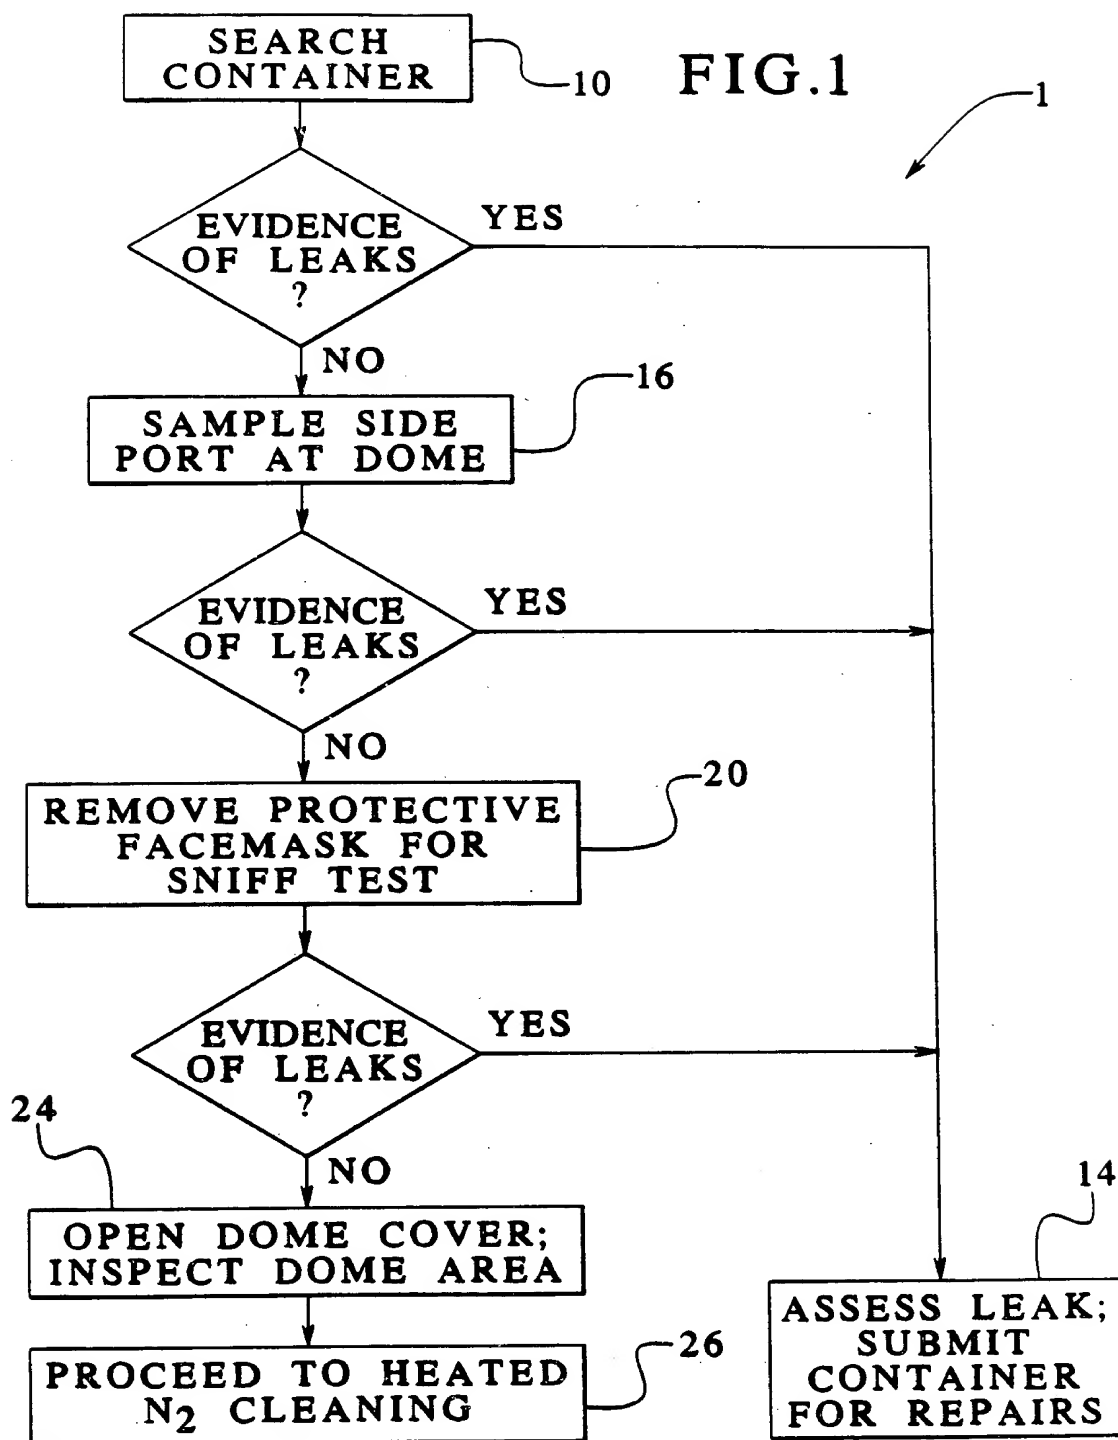 SEARCH
CONTAINER
10
FIG.1
1
EVIDENCE
OF LEAKS
?
YES
NO
16
SAMPLE SIDE
PORT AT DOME
EVIDENCE
OF LEAKS
?
YES
NO
20
REMOVE PROTECTIVE
FACEMASK FOR
SNIFF TEST
EVIDENCE
OF LEAKS
?
YES
NO
24
OPEN DOME COVER;
INSPECT DOME AREA
14
ASSESS LEAK;
SUBMIT
CONTAINER
FOR REPAIRS
26
PROCEED TO HEATED
N₂ CLEANING